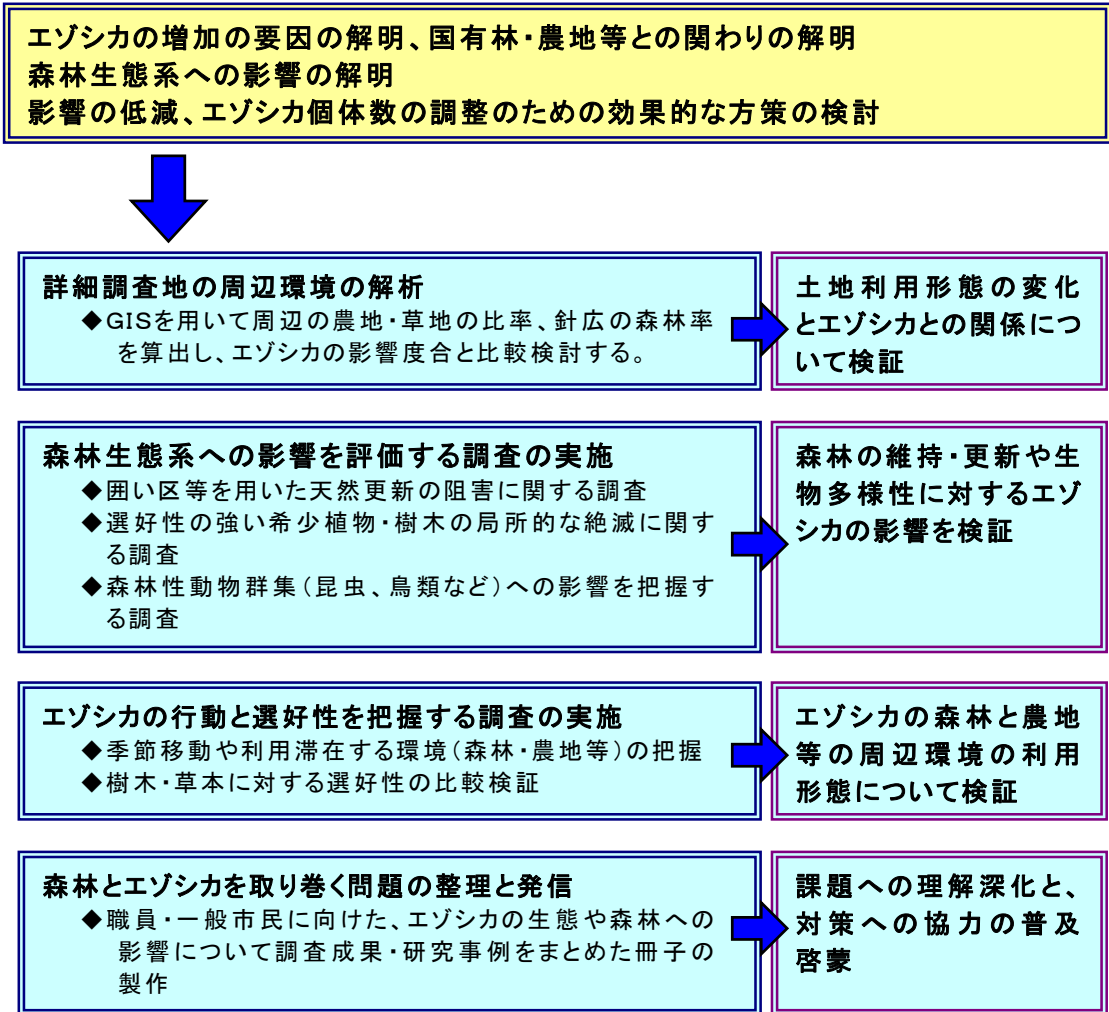 エゾシカの増加の要因の解明、国有林・農地等との関わりの解明
森林生態系への影響の解明
影響の低減、エゾシカ個体数の調整のための効果的な方策の検討
詳細調査地の周辺環境の解析
◆GISを用いて周辺の農地・草地の比率、針広の森林率
を算出し、エゾシカの影響度合と比較検討する。
土地利用形態の変化
とエゾシカとの関係につ
いて検証
森林生態系への影響を評価する調査の実施
◆囲い区等を用いた天然更新の阻害に関する調査
◆選好性の強い希少植物・樹木の局所的な絶滅に関す
る調査
◆森林性動物群集(昆虫、鳥類など)への影響を把握す
る調査
森林の維持・更新や生
物多様性に対するエゾ
シカの影響を検証
エゾシカの行動と選好性を把握する調査の実施
◆季節移動や利用滞在する環境(森林・農地等)の把握
◆樹木・草本に対する選好性の比較検証
エゾシカの森林と農地
等の周辺環境の利用
形態について検証
森林とエゾシカを取り巻く問題の整理と発信
◆職員・一般市民に向けた、エゾシカの生態や森林への
影響について調査成果・研究事例をまとめた冊子の
製作
課題への理解深化と、
対策への協力の普及
啓蒙